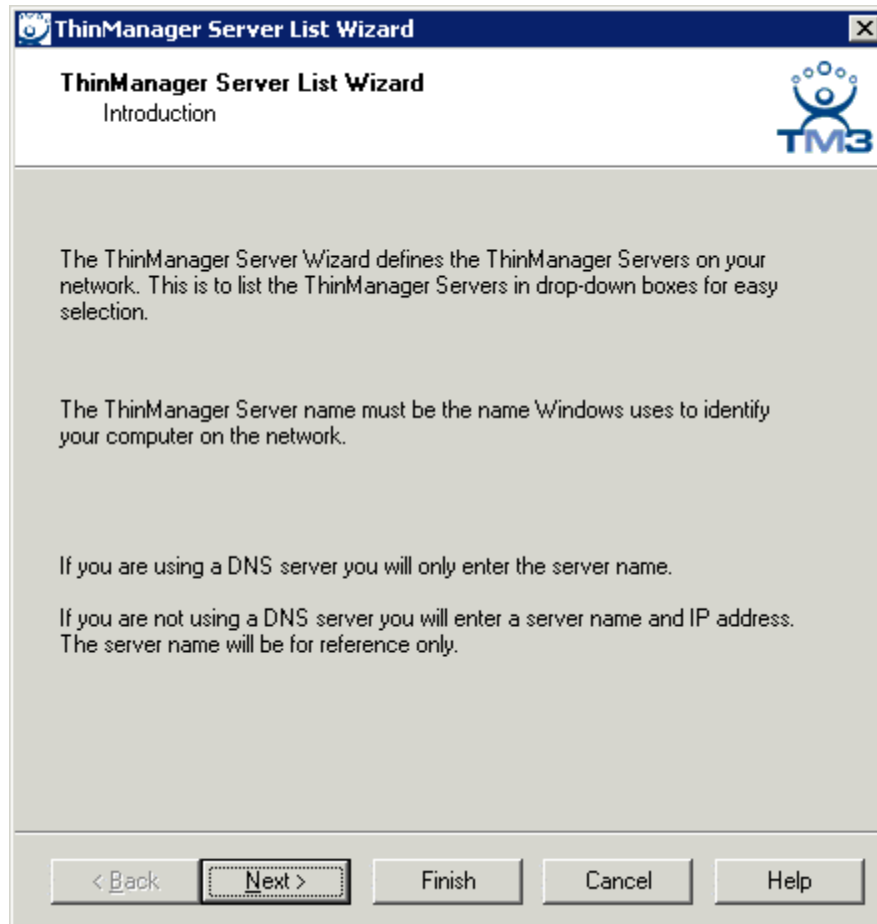 ThinManager Server List Wizard
ThinManager Server List Wizard
Introduction
TM3
The ThinManager Server Wizard defines the ThinManager Servers on your
network. This is to list the ThinManager Servers in drop-down boxes for easy
selection.
The ThinManager Server name must be the name Windows uses to identify
your computer on the network.
If you are using a DNS server you will only enter the server name.
If you are not using a DNS server you will enter a server name and IP address.
The server name will be for reference only.
< Back Next > Finish Cancel Help